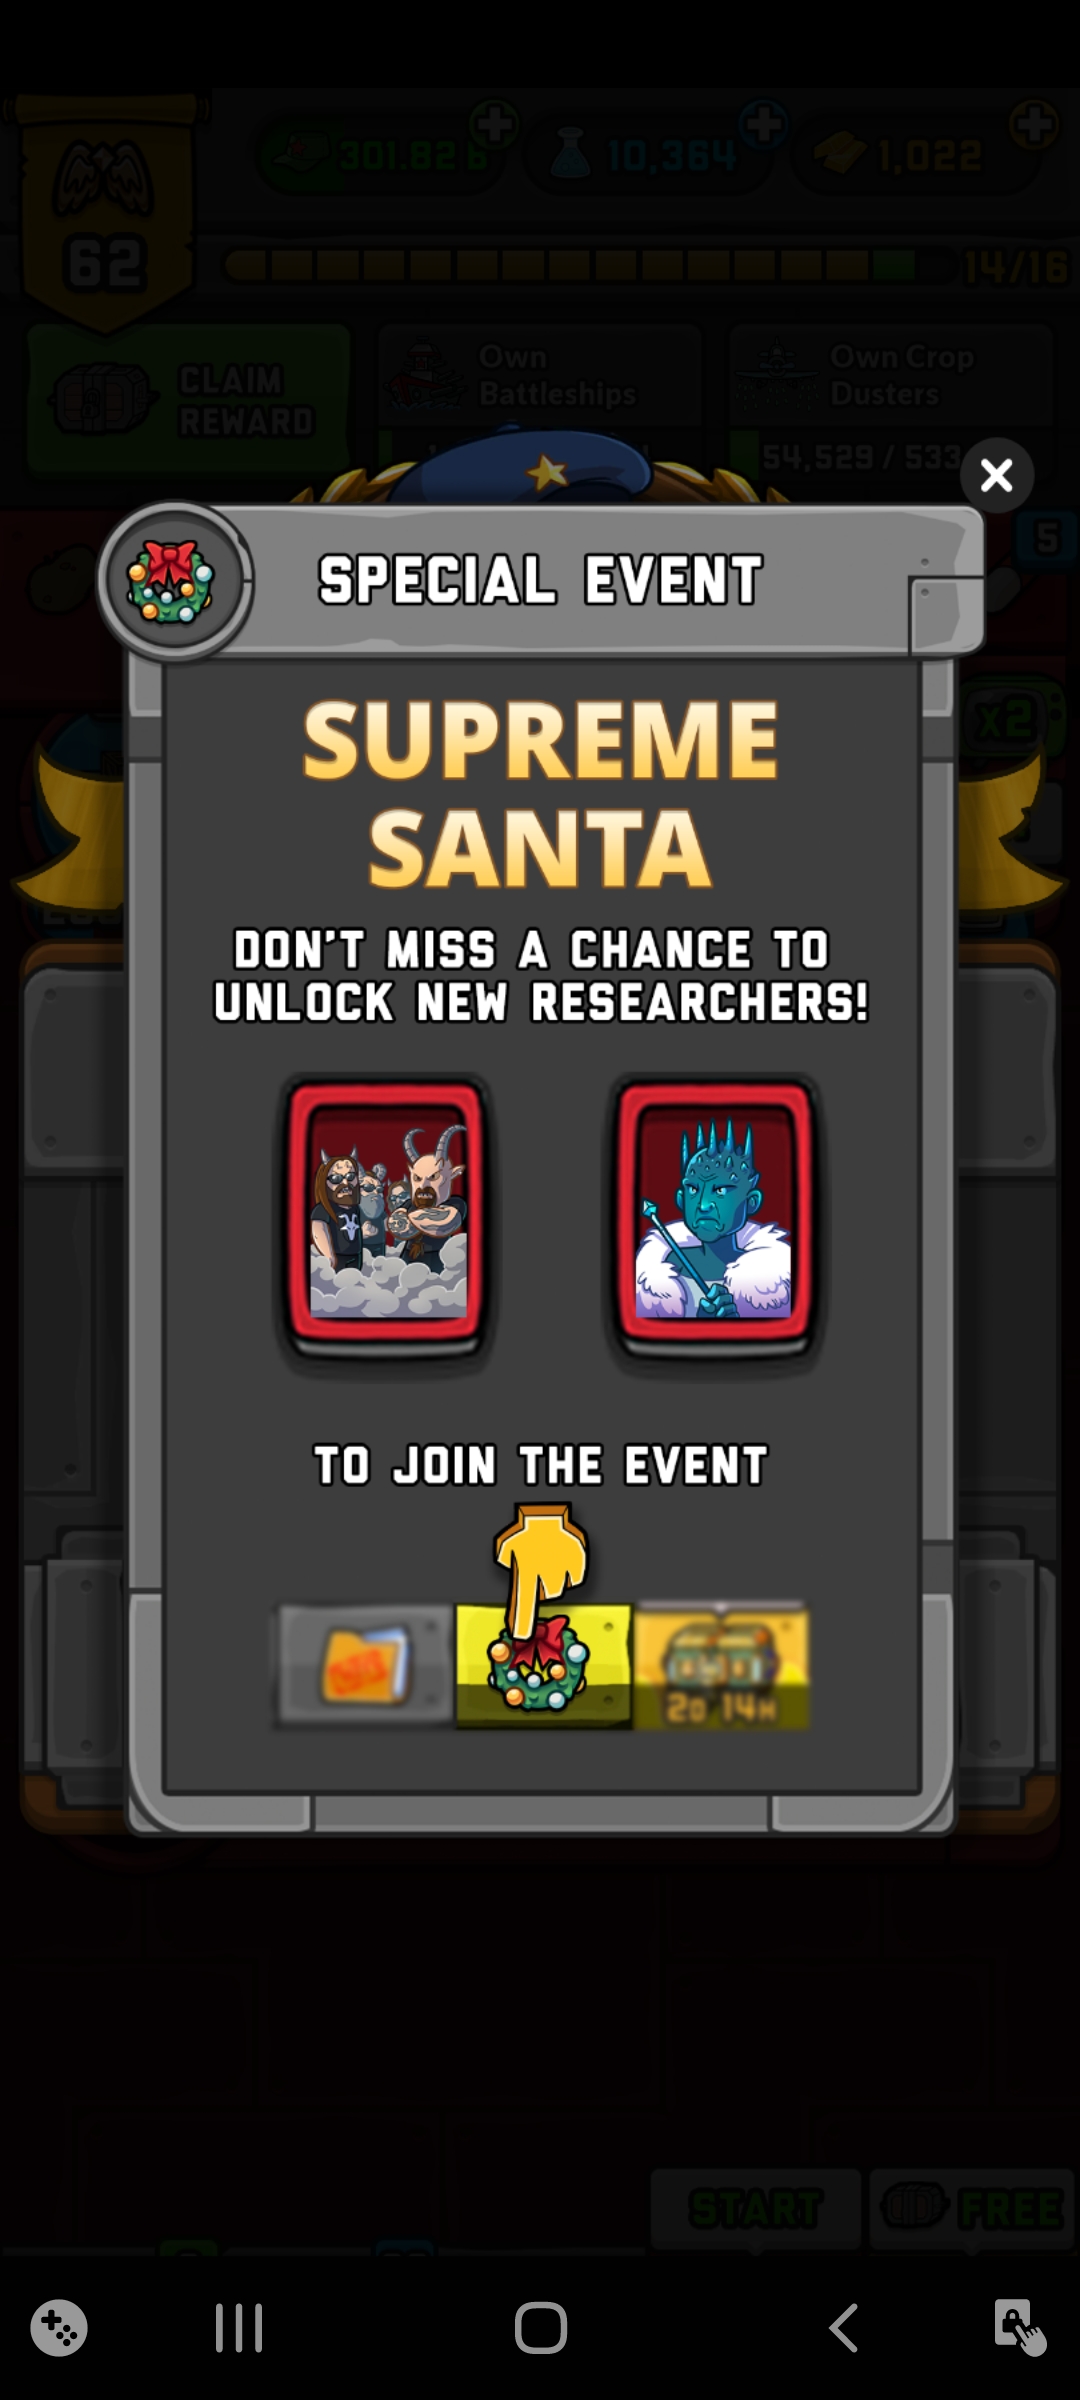 301.82 B
10,364
1,022
62
14/16
CLAIM
REWARD
Own
Battleships
Own Crop
Dusters
54,529 / 533
5
SPECIAL EVENT
x2
SUPREME
SANTA
DON'T MISS A CHANCE TO
UNLOCK NEW RESEARCHERS!
TO JOIN THE EVENT
2D 14H
START
FREE